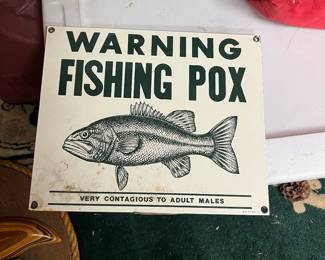 WARNING
FISHING POX
VERY CONTAGIOUS TO ADULT MALES